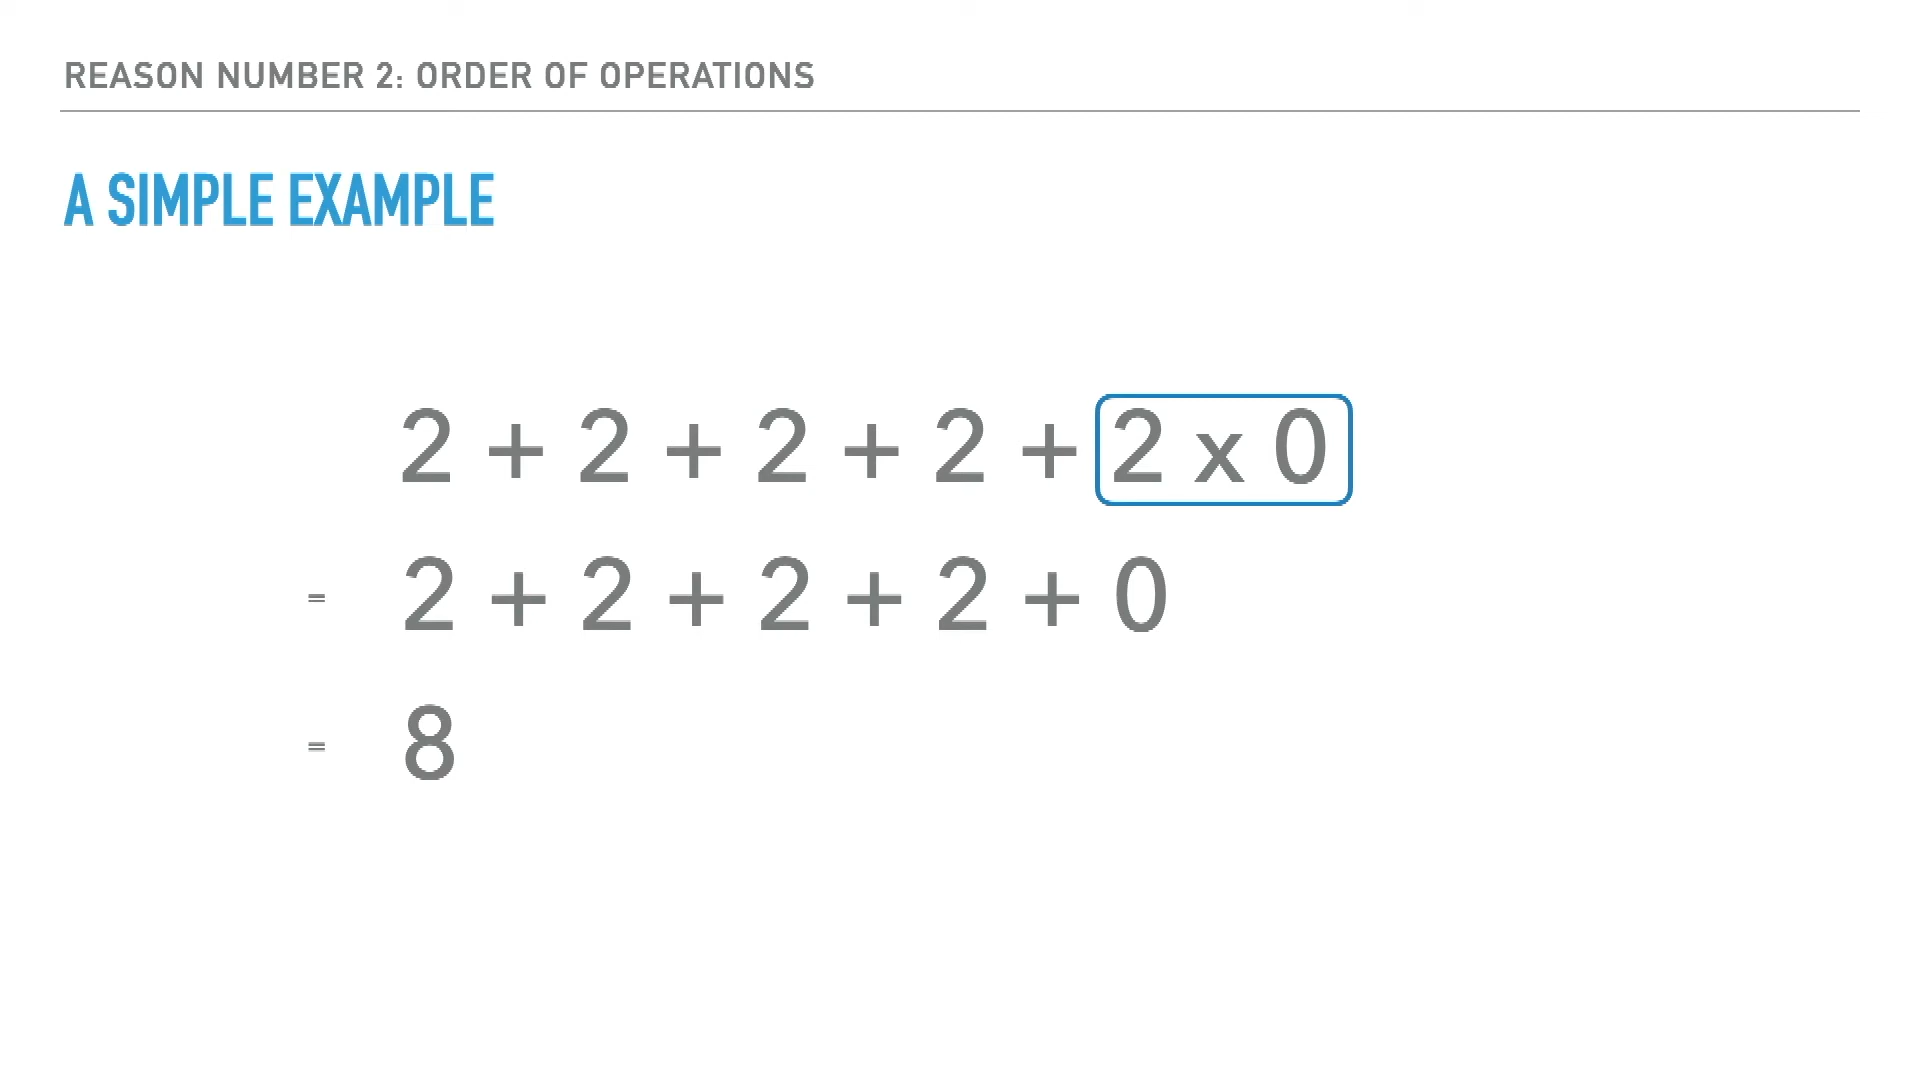 REASON NUMBER 2: ORDER OF OPERATIONS
A SIMPLE EXAMPLE
2 + 2 + 2 + 2 + 2 x 0
= 2 + 2 + 2 + 2 + 0
= 8